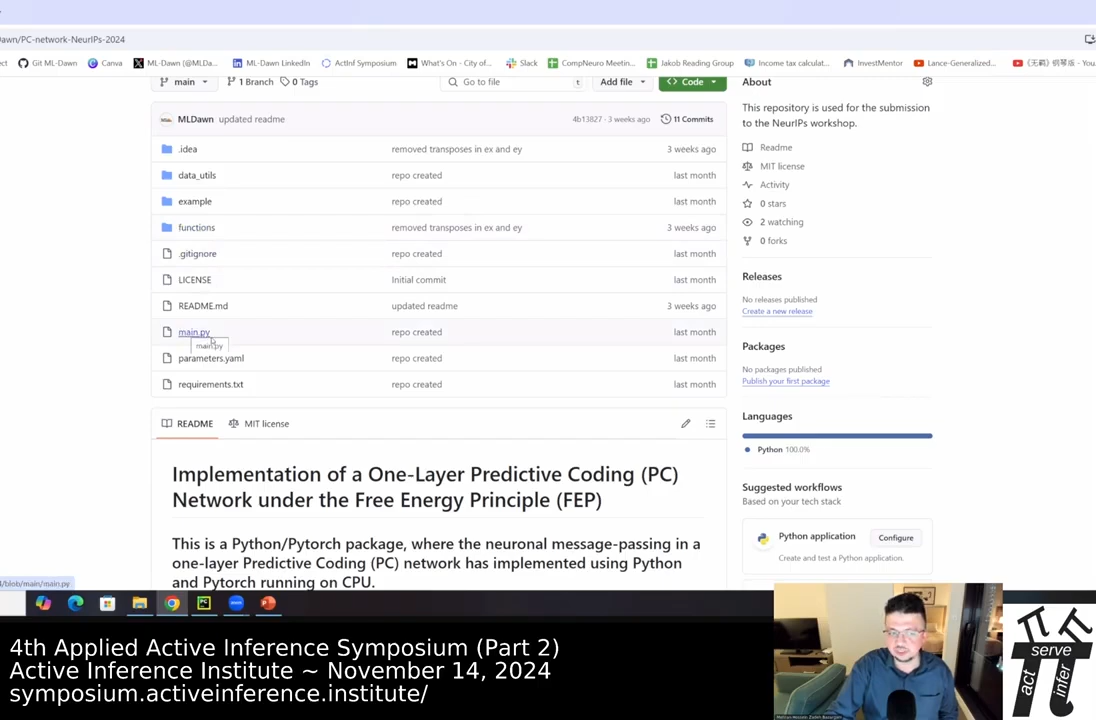 awn/PC-network-NeurIPs-2024
ect Git ML-Dawn Canva ML-Dawn (@MLDa... ML-Dawn LinkedIn ActInf Symposium What's On - City of... Slack CompNeuro Meetin... Jakob Reading Group Income tax calculat... InvestMentor Lance-Generalized...
main 1 Branch 0 Tags Go to file t Add file Code About
This repository is used for the submission
to the NeurIPs workshop.
MLDawn updated readme 4b13827 · 3 weeks ago 11 Commits
.idea removed transposes in ex and ey 3 weeks ago
data_utils repo created last month
example repo created last month
functions removed transposes in ex and ey 3 weeks ago
.gitignore repo created last month
LICENSE Initial commit last month
README.md updated readme 3 weeks ago
main.py repo created last month
main.py
parameters.yaml repo created last month
requirements.txt repo created last month
Readme
MIT license
Activity
0 stars
2 watching
0 forks
Releases
No releases published
Create a new release
Packages
No packages published
Publish your first package
Languages
Python 100.0%
Suggested workflows
Based on your tech stack
Python application Configure
Create and test a Python application.
README MIT license
Implementation of a One-Layer Predictive Coding (PC)
Network under the Free Energy Principle (FEP)
This is a Python/Pytorch package, where the neuronal message-passing in a
one-layer Predictive Coding (PC) network has implemented using Python
and Pytorch running on CPU.
4/blob/main/main.py
4th Applied Active Inference Symposium (Part 2)
Active Inference Institute ~ November 14, 2024
symposium.activeinference.institute/
serve
act
infer